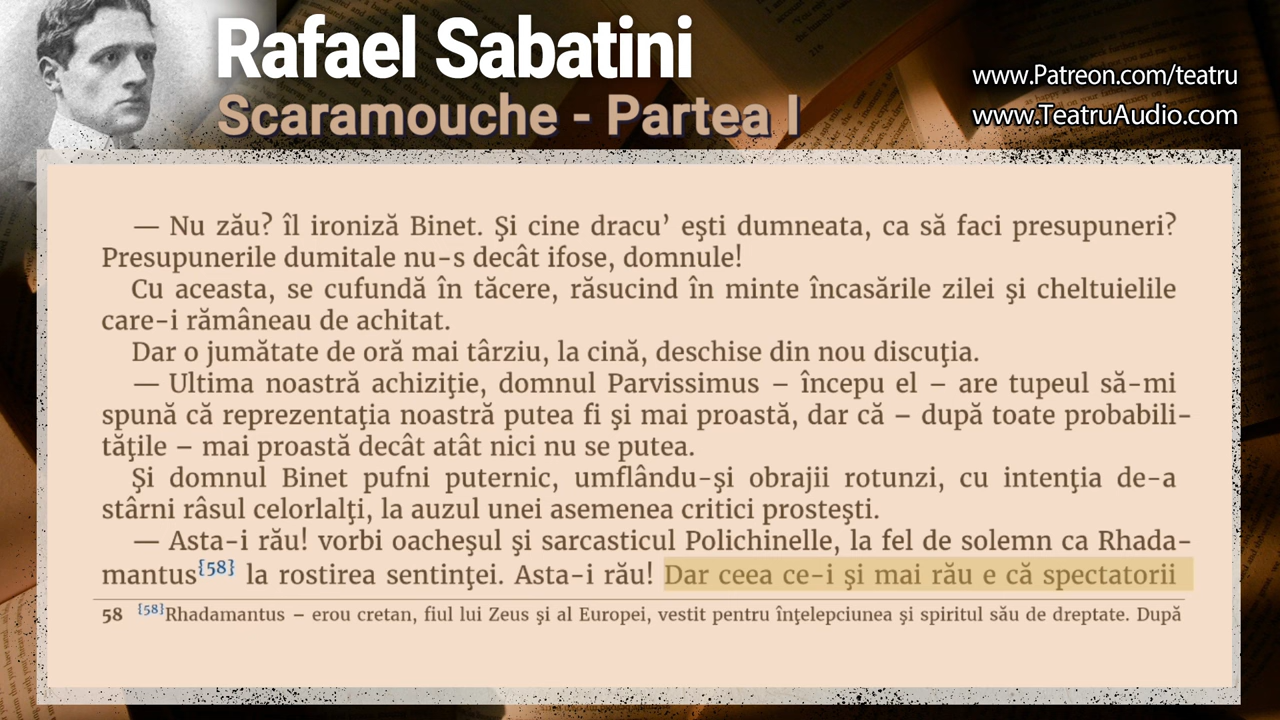 Rafael Sabatini
Scaramouche - Partea I
www.Patreon.com/teatru
www.TeatruAudio.com
— Nu zău? îl ironiză Binet. Şi cine dracu’ eşti dumneata, ca să faci presupuneri?
Presupunerile dumitale nu-s decât ifose, domnule!
Cu aceasta, se cufundă în tăcere, răsucind în minte încasările zilei şi cheltuielile
care-i rămâneau de achitat.
Dar o jumătate de oră mai târziu, la cină, deschise din nou discuţia.
— Ultima noastră achiziţie, domnul Parvissimus – începu el – are tupeul să-mi
spună că reprezentaţia noastră putea fi şi mai proastă, dar că – după toate probabili-
tăţile – mai proastă decât atât nici nu se putea.
Şi domnul Binet pufni puternic, umflându-şi obrajii rotunzi, cu intenţia de-a
stârni râsul celorlalţi, la auzul unei asemenea critici prosteşti.
— Asta-i rău! vorbi oacheşul şi sarcasticul Polichinelle, la fel de solemn ca Rhada-
mantus{58} la rostirea sentinţei. Asta-i rău! Dar ceea ce-i şi mai rău e că spectatorii
58 {58}Rhadamantus – erou cretan, fiul lui Zeus şi al Europei, vestit pentru înţelepciunea şi spiritul său de dreptate. După